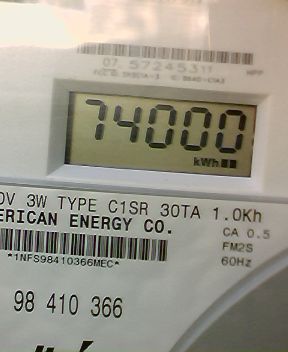 07. 57245311
74000
kWh
0V 3W TYPE C1SR 30TA 1.0Kh
ERICAN ENERGY CO.
CA 0.5
FM2S
60Hz
*1NFS98410366MEC*
98 410 366